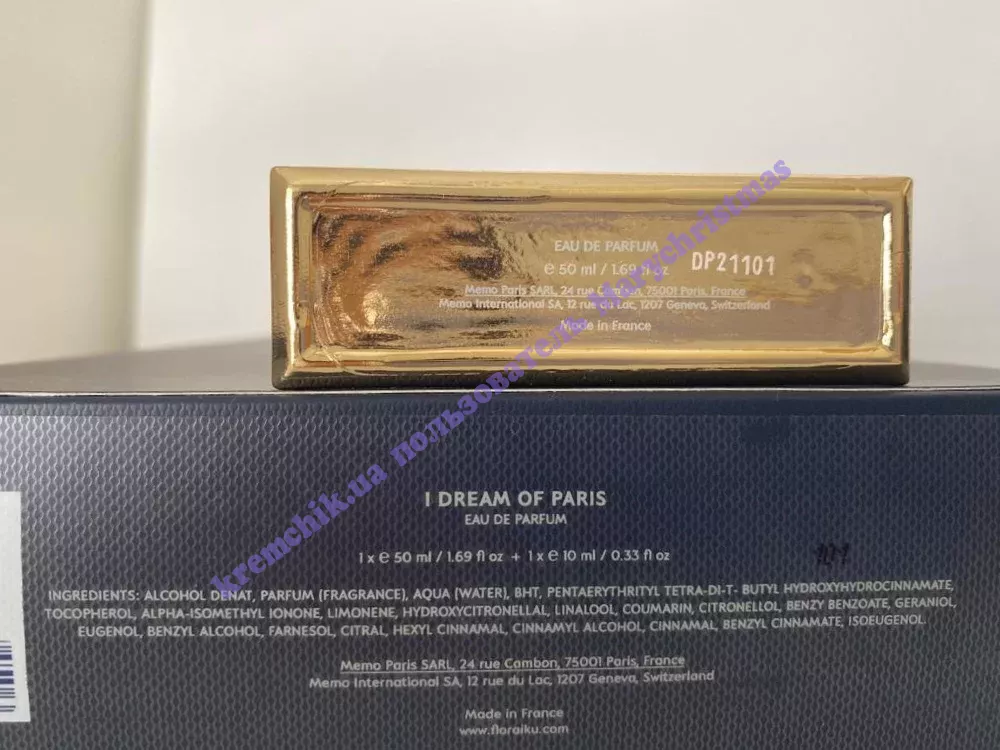 EAU DE PARFUM
e 50 ml / 1.69 fl oz DP21101
Memo Paris SARL, 24 rue Cambon, 75001 Paris, France
Memo International SA, 12 rue du Lac, 1207 Geneva, Switzerland
Made in France
kremchik.ua пользователь Marychristmas
I DREAM OF PARIS
EAU DE PARFUM
1 x e 50 ml / 1.69 fl oz + 1 x e 10 ml / 0.33 fl oz
INGREDIENTS: ALCOHOL DENAT, PARFUM (FRAGRANCE), AQUA (WATER), BHT, PENTAERYTHRITYL TETRA-DI-T- BUTYL HYDROXYHYDROCINNAMATE,
TOCOPHEROL, ALPHA-ISOMETHYL IONONE, LIMONENE, HYDROXYCITRONELLAL, LINALOOL, COUMARIN, CITRONELLOL, BENZY BENZOATE, GERANIOL,
EUGENOL, BENZYL ALCOHOL, FARNESOL, CITRAL, HEXYL CINNAMAL, CINNAMYL ALCOHOL, CINNAMAL, BENZYL CINNAMATE, ISOEUGENOL.
Memo Paris SARL, 24 rue Cambon, 75001 Paris, France
Memo International SA, 12 rue du Lac, 1207 Geneva, Switzerland
Made in France
www.floraiku.com